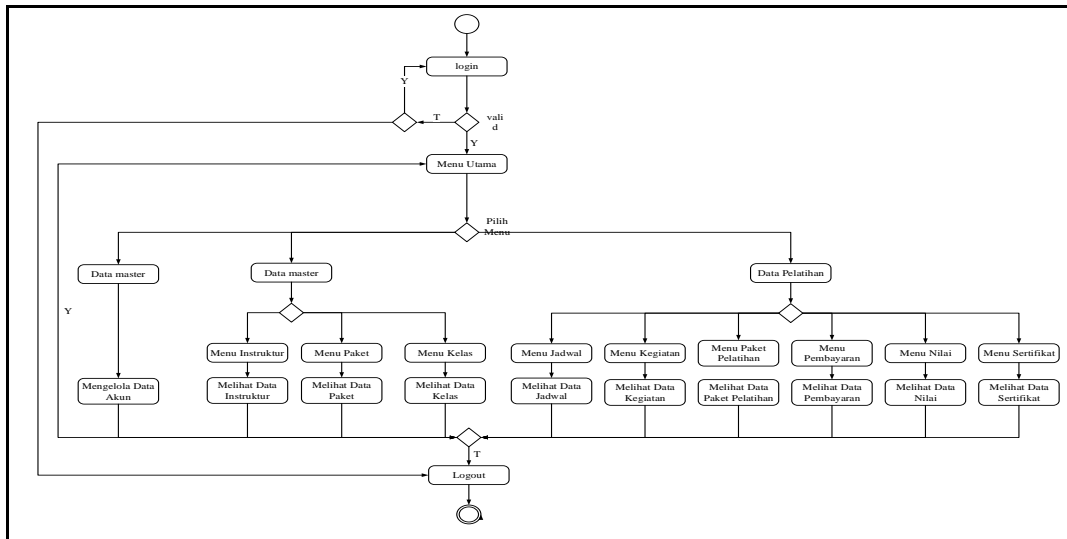 login
Y
T
vali
d
Y
Menu Utama
Pilih
Menu
Data master
Data master
Data Pelatihan
Y
Menu Instruktur
Menu Paket
Menu Kelas
Menu Jadwal
Menu Kegiatan
Menu Paket
Pelatihan
Menu
Pembayaran
Menu Nilai
Menu Sertifikat
Mengelola Data
Akun
Melihat Data
Instruktur
Melihat Data
Paket
Melihat Data
Kelas
Melihat Data
Jadwal
Melihat Data
Kegiatan
Melihat Data
Paket Pelatihan
Melihat Data
Pembayaran
Melihat Data
Nilai
Melihat Data
Sertifikat
T
Logout